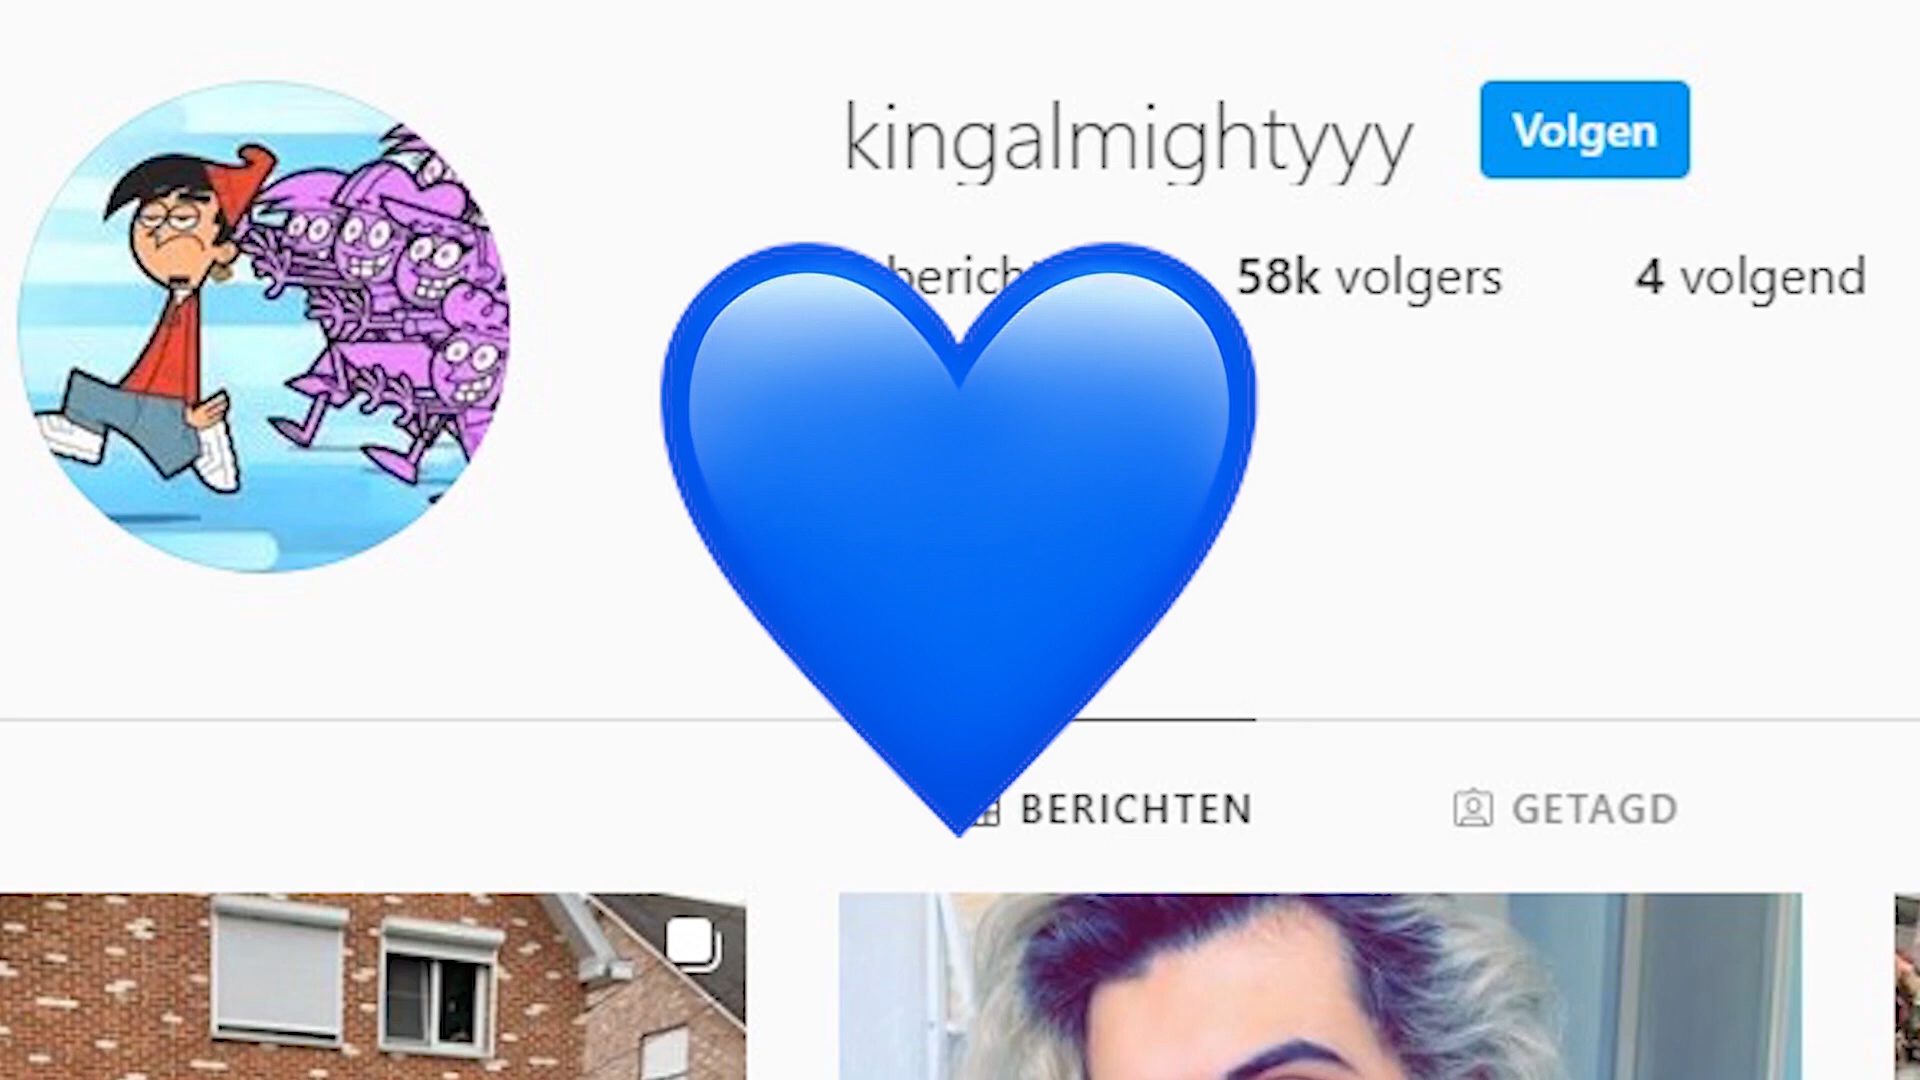 kingalmightyyy
Volgen
58k volgers
4 volgend
BERICHTEN
GETAGD